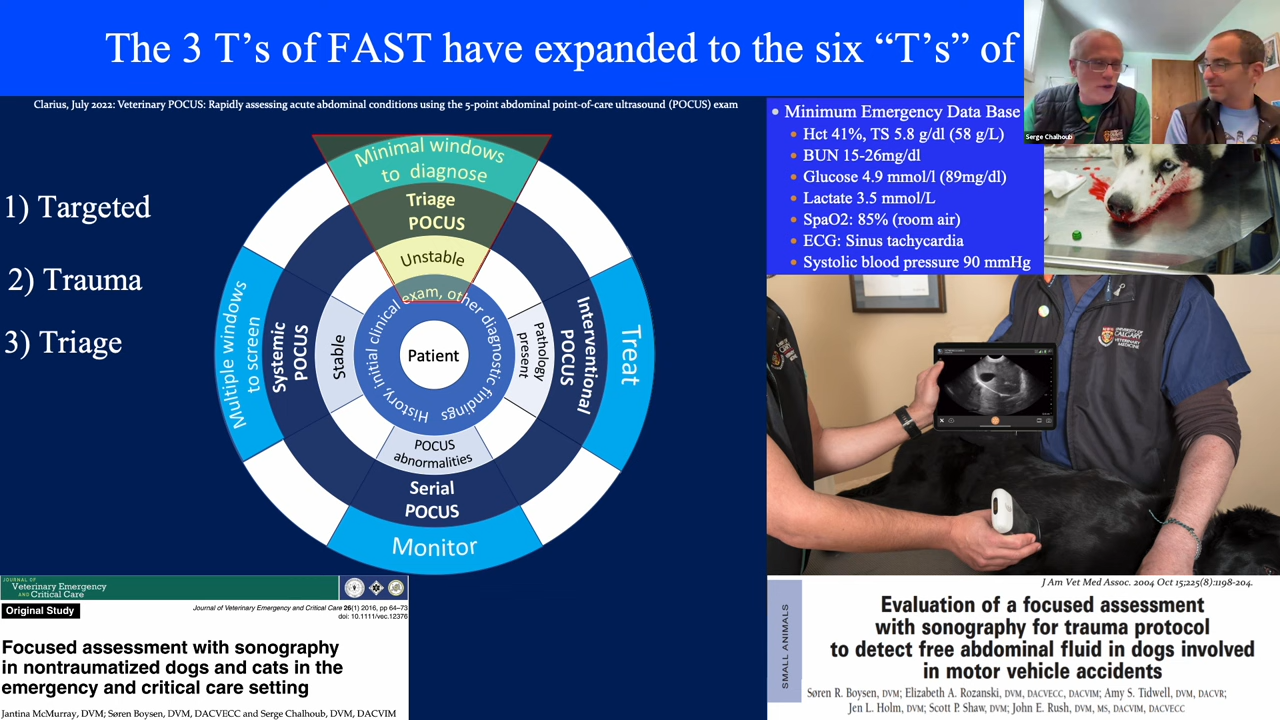 The 3 T's of FAST have expanded to the six “T’s” of
Serge Chalhoub
Clarius, July 2022: Veterinary POCUS: Rapidly assessing acute abdominal conditions using the 5-point abdominal point-of-care ultrasound (POCUS) exam
1) Targeted
2) Trauma
3) Triage
Minimal windows
to diagnose
Triage
POCUS
Unstable
Multiple windows
to screen
Systemic
POCUS
Stable
History, Initial clinical exam, other diagnostic findings
Patient
Pathology
present
Interventional
POCUS
Treat
POCUS
abnormalities
Serial
POCUS
Monitor
• Minimum Emergency Data Base
• Hct 41%, TS 5.8 g/dl (58 g/L)
• BUN 15-26mg/dl
• Glucose 4.9 mmol/l (89mg/dl)
• Lactate 3.5 mmol/L
• SpaO2: 85% (room air)
• ECG: Sinus tachycardia
• Systolic blood pressure 90 mmHg
UNIVERSITY OF
CALGARY
VETERINARY
MEDICINE
JOURNAL OF
Veterinary Emergency
AND Critical Care
Original Study
Journal of Veterinary Emergency and Critical Care 26(1) 2016, pp 64–73
doi: 10.1111/vec.12376
Focused assessment with sonography
in nontraumatized dogs and cats in the
emergency and critical care setting
Jantina McMurray, DVM; Søren Boysen, DVM, DACVECC and Serge Chalhoub, DVM, DACVIM
J Am Vet Med Assoc. 2004 Oct 15;225(8):1198-204.
SMALL ANIMALS
Evaluation of a focused assessment
with sonography for trauma protocol
to detect free abdominal fluid in dogs involved
in motor vehicle accidents
Søren R. Boysen, DVM; Elizabeth A. Rozanski, DVM, DACVECC, DACVIM; Amy S. Tidwell, DVM, DACVR;
Jen L. Holm, DVM; Scott P. Shaw, DVM; John E. Rush, DVM, MS, DACVIM, DACVECC